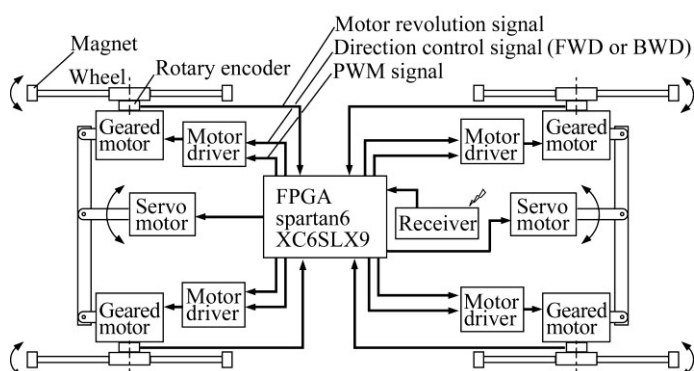 Motor revolution signal
Magnet
Direction control signal (FWD or BWD)
Wheel
Rotary encoder
PWM signal
Geared
motor
Motor
driver
Motor
driver
Geared
motor
FPGA
spartan6
XC6SLX9
Servo
motor
Receiver
Servo
motor
Geared
motor
Motor
driver
Motor
driver
Geared
motor